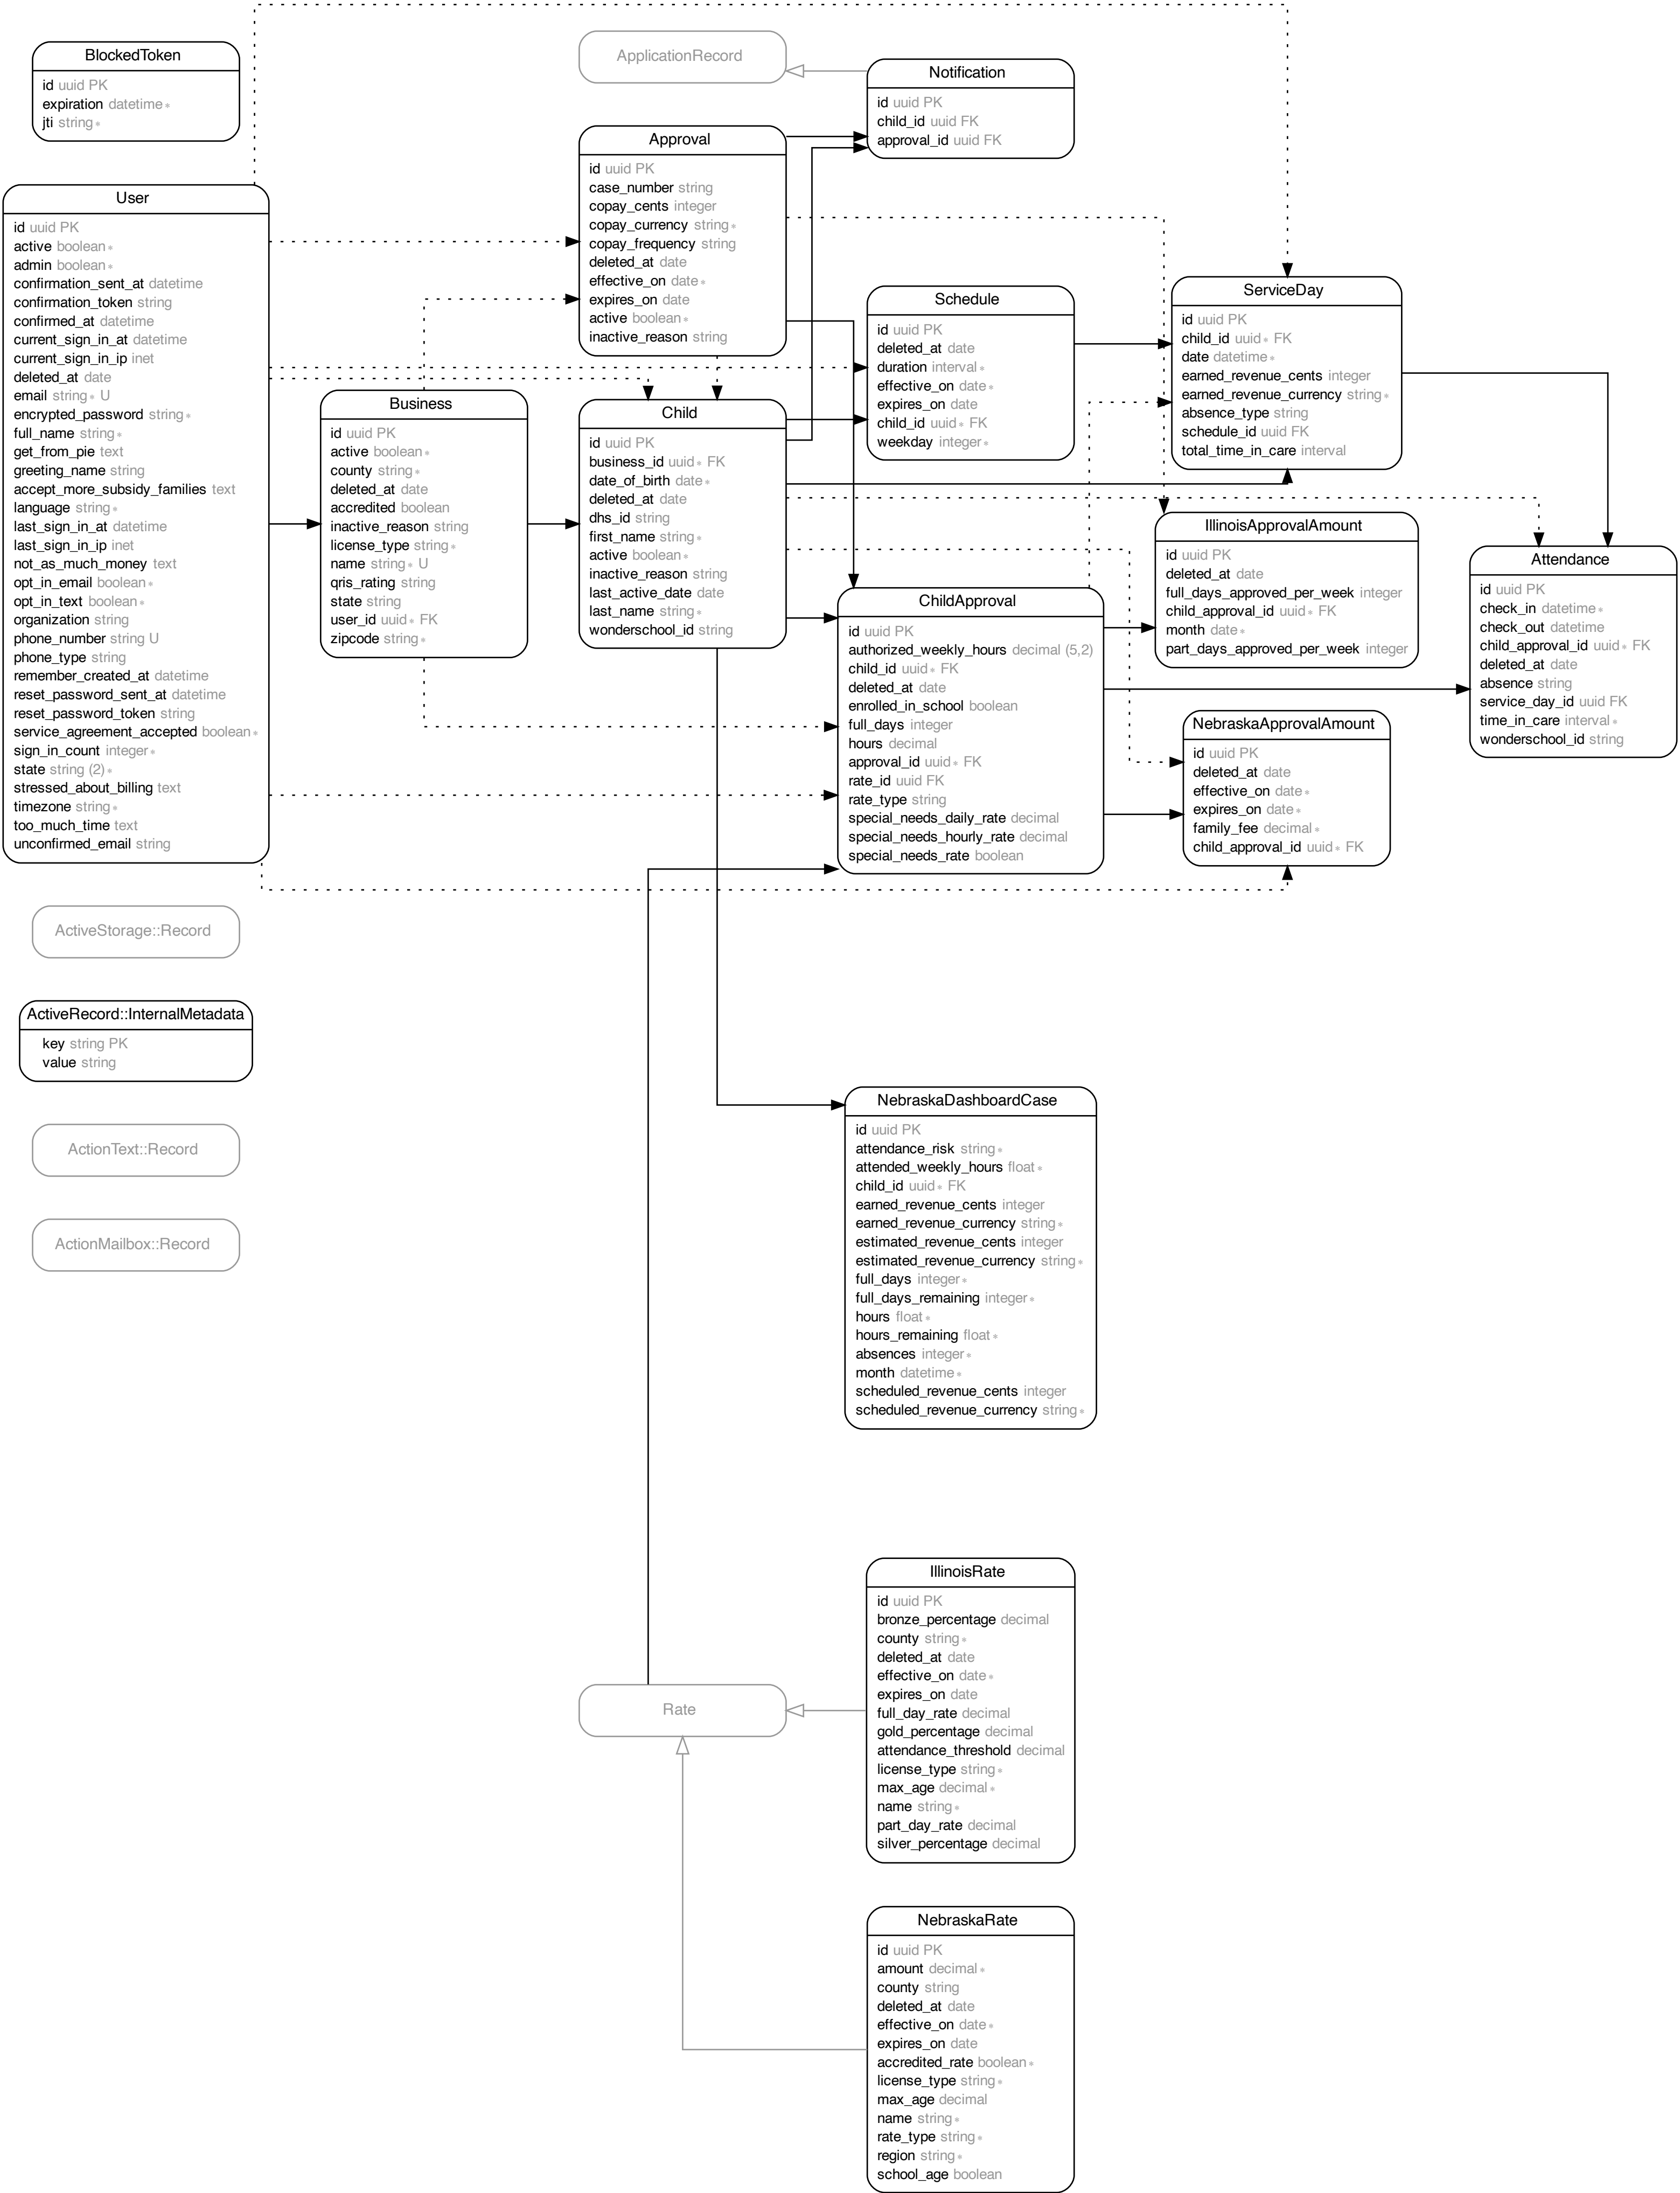 BlockedToken
id uuid PK
expiration datetime ∗
jti string ∗
User
id uuid PK
active boolean ∗
admin boolean ∗
confirmation_sent_at datetime
confirmation_token string
confirmed_at datetime
current_sign_in_at datetime
current_sign_in_ip inet
deleted_at date
email string ∗ U
encrypted_password string ∗
full_name string ∗
get_from_pie text
greeting_name string
accept_more_subsidy_families text
language string ∗
last_sign_in_at datetime
last_sign_in_ip inet
not_as_much_money text
opt_in_email boolean ∗
opt_in_text boolean ∗
organization string
phone_number string U
phone_type string
remember_created_at datetime
reset_password_sent_at datetime
reset_password_token string
service_agreement_accepted boolean ∗
sign_in_count integer ∗
state string (2) ∗
stressed_about_billing text
timezone string ∗
too_much_time text
unconfirmed_email string
ActiveStorage::Record
ActiveRecord::InternalMetadata
key string PK
value string
ActionText::Record
ActionMailbox::Record
Business
id uuid PK
active boolean ∗
county string ∗
deleted_at date
accredited boolean
inactive_reason string
license_type string ∗
name string ∗ U
qris_rating string
state string
user_id uuid ∗ FK
zipcode string ∗
ApplicationRecord
Approval
id uuid PK
case_number string
copay_cents integer
copay_currency string ∗
copay_frequency string
deleted_at date
effective_on date ∗
expires_on date
active boolean ∗
inactive_reason string
Child
id uuid PK
business_id uuid ∗ FK
date_of_birth date ∗
deleted_at date
dhs_id string
first_name string ∗
active boolean ∗
inactive_reason string
last_active_date date
last_name string ∗
wonderschool_id string
Rate
Notification
id uuid PK
child_id uuid FK
approval_id uuid FK
Schedule
id uuid PK
deleted_at date
duration interval ∗
effective_on date ∗
expires_on date
child_id uuid ∗ FK
weekday integer ∗
ChildApproval
id uuid PK
authorized_weekly_hours decimal (5,2)
child_id uuid ∗ FK
deleted_at date
enrolled_in_school boolean
full_days integer
hours decimal
approval_id uuid ∗ FK
rate_id uuid FK
rate_type string
special_needs_daily_rate decimal
special_needs_hourly_rate decimal
special_needs_rate boolean
NebraskaDashboardCase
id uuid PK
attendance_risk string ∗
attended_weekly_hours float ∗
child_id uuid ∗ FK
earned_revenue_cents integer
earned_revenue_currency string ∗
estimated_revenue_cents integer
estimated_revenue_currency string ∗
full_days integer ∗
full_days_remaining integer ∗
hours float ∗
hours_remaining float ∗
absences integer ∗
month datetime ∗
scheduled_revenue_cents integer
scheduled_revenue_currency string ∗
IllinoisRate
id uuid PK
bronze_percentage decimal
county string ∗
deleted_at date
effective_on date ∗
expires_on date
full_day_rate decimal
gold_percentage decimal
attendance_threshold decimal
license_type string ∗
max_age decimal ∗
name string ∗
part_day_rate decimal
silver_percentage decimal
NebraskaRate
id uuid PK
amount decimal ∗
county string
deleted_at date
effective_on date ∗
expires_on date
accredited_rate boolean ∗
license_type string ∗
max_age decimal
name string ∗
rate_type string ∗
region string ∗
school_age boolean
ServiceDay
id uuid PK
child_id uuid ∗ FK
date datetime ∗
earned_revenue_cents integer
earned_revenue_currency string ∗
absence_type string
schedule_id uuid FK
total_time_in_care interval
IllinoisApprovalAmount
id uuid PK
deleted_at date
full_days_approved_per_week integer
child_approval_id uuid ∗ FK
month date ∗
part_days_approved_per_week integer
NebraskaApprovalAmount
id uuid PK
deleted_at date
effective_on date ∗
expires_on date ∗
family_fee decimal ∗
child_approval_id uuid ∗ FK
Attendance
id uuid PK
check_in datetime ∗
check_out datetime
child_approval_id uuid ∗ FK
deleted_at date
absence string
service_day_id uuid FK
time_in_care interval ∗
wonderschool_id string